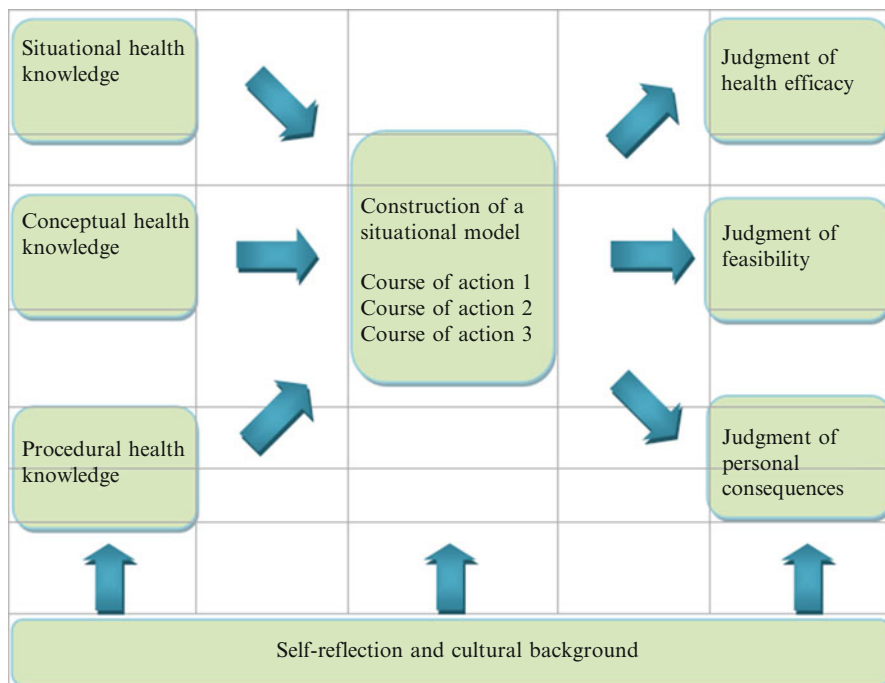 Situational health
knowledge
Conceptual health
knowledge
Procedural health
knowledge
Construction of a
situational model
Course of action 1
Course of action 2
Course of action 3
Judgment of
health efficacy
Judgment of
feasibility
Judgment of
personal
consequences
Self-reflection and cultural background